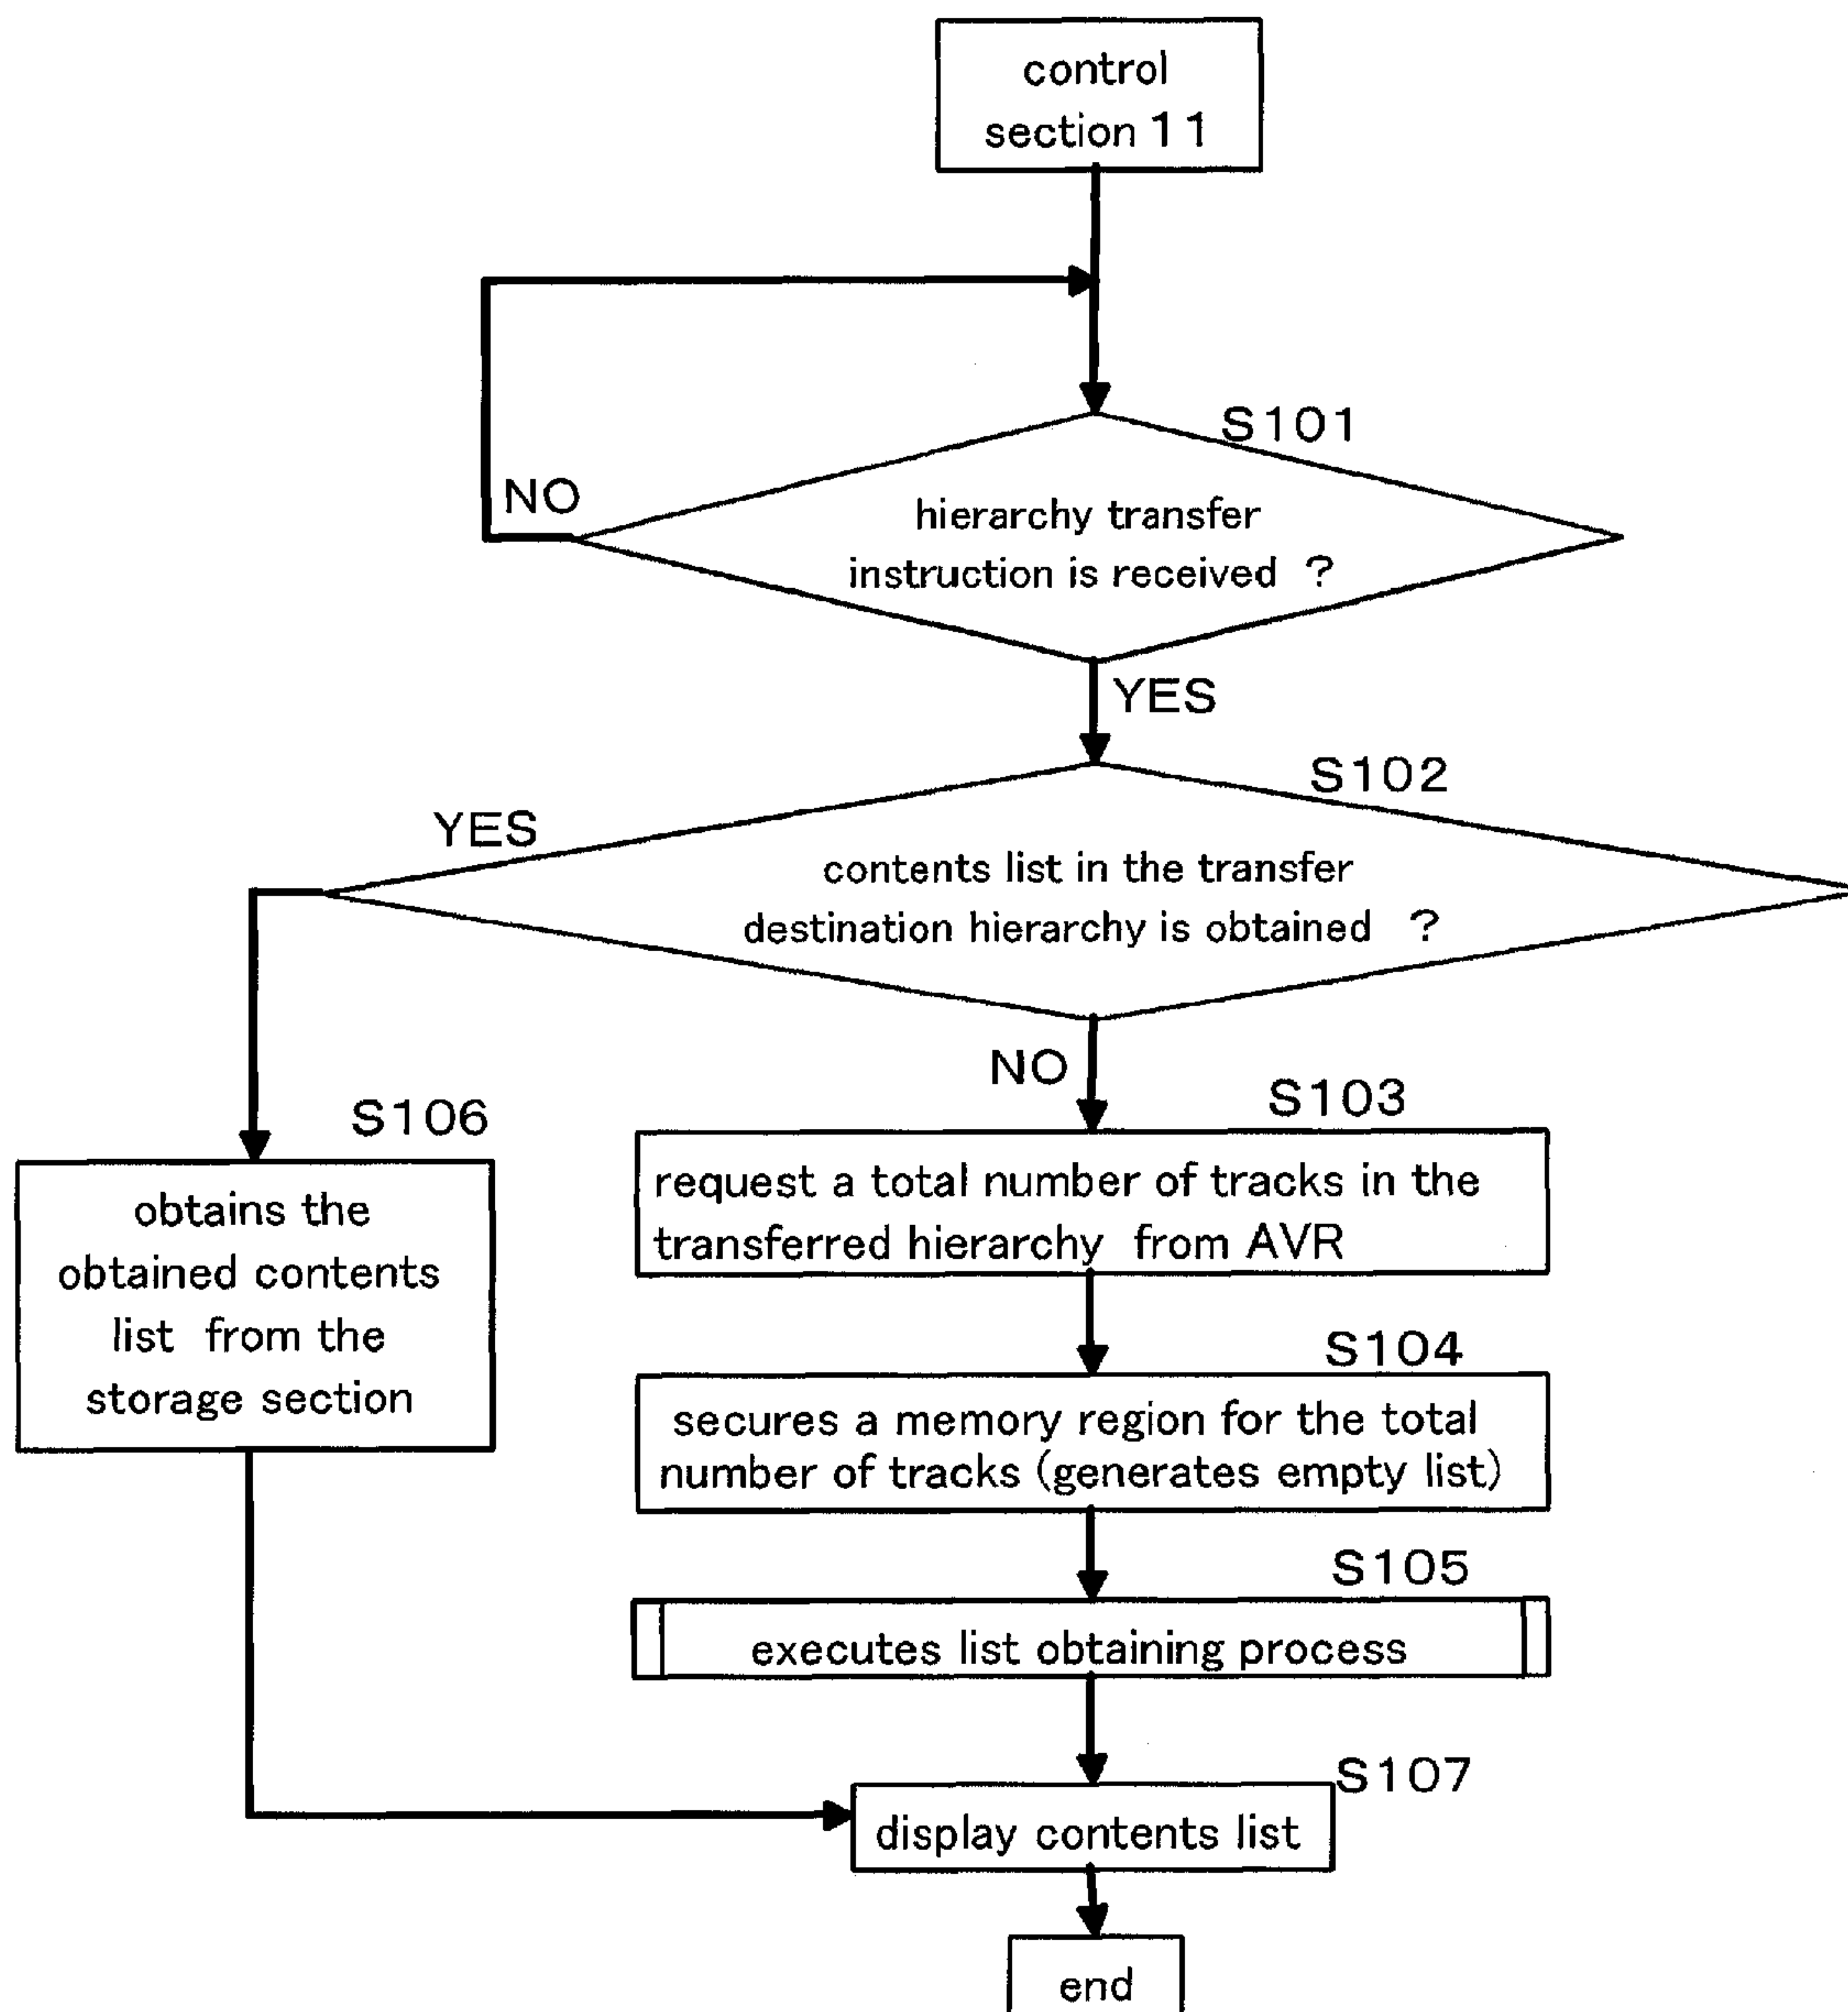 control
section 11
S101
NO
hierarchy transfer
instruction is received ?
YES
S102
YES
contents list in the transfer
destination hierarchy is obtained ?
NO
S103
S106
request a total number of tracks in the
transferred hierarchy from AVR
obtains the
obtained contents
list from the
storage section
S104
secures a memory region for the total
number of tracks (generates empty list)
S105
executes list obtaining process
S107
display contents list
end